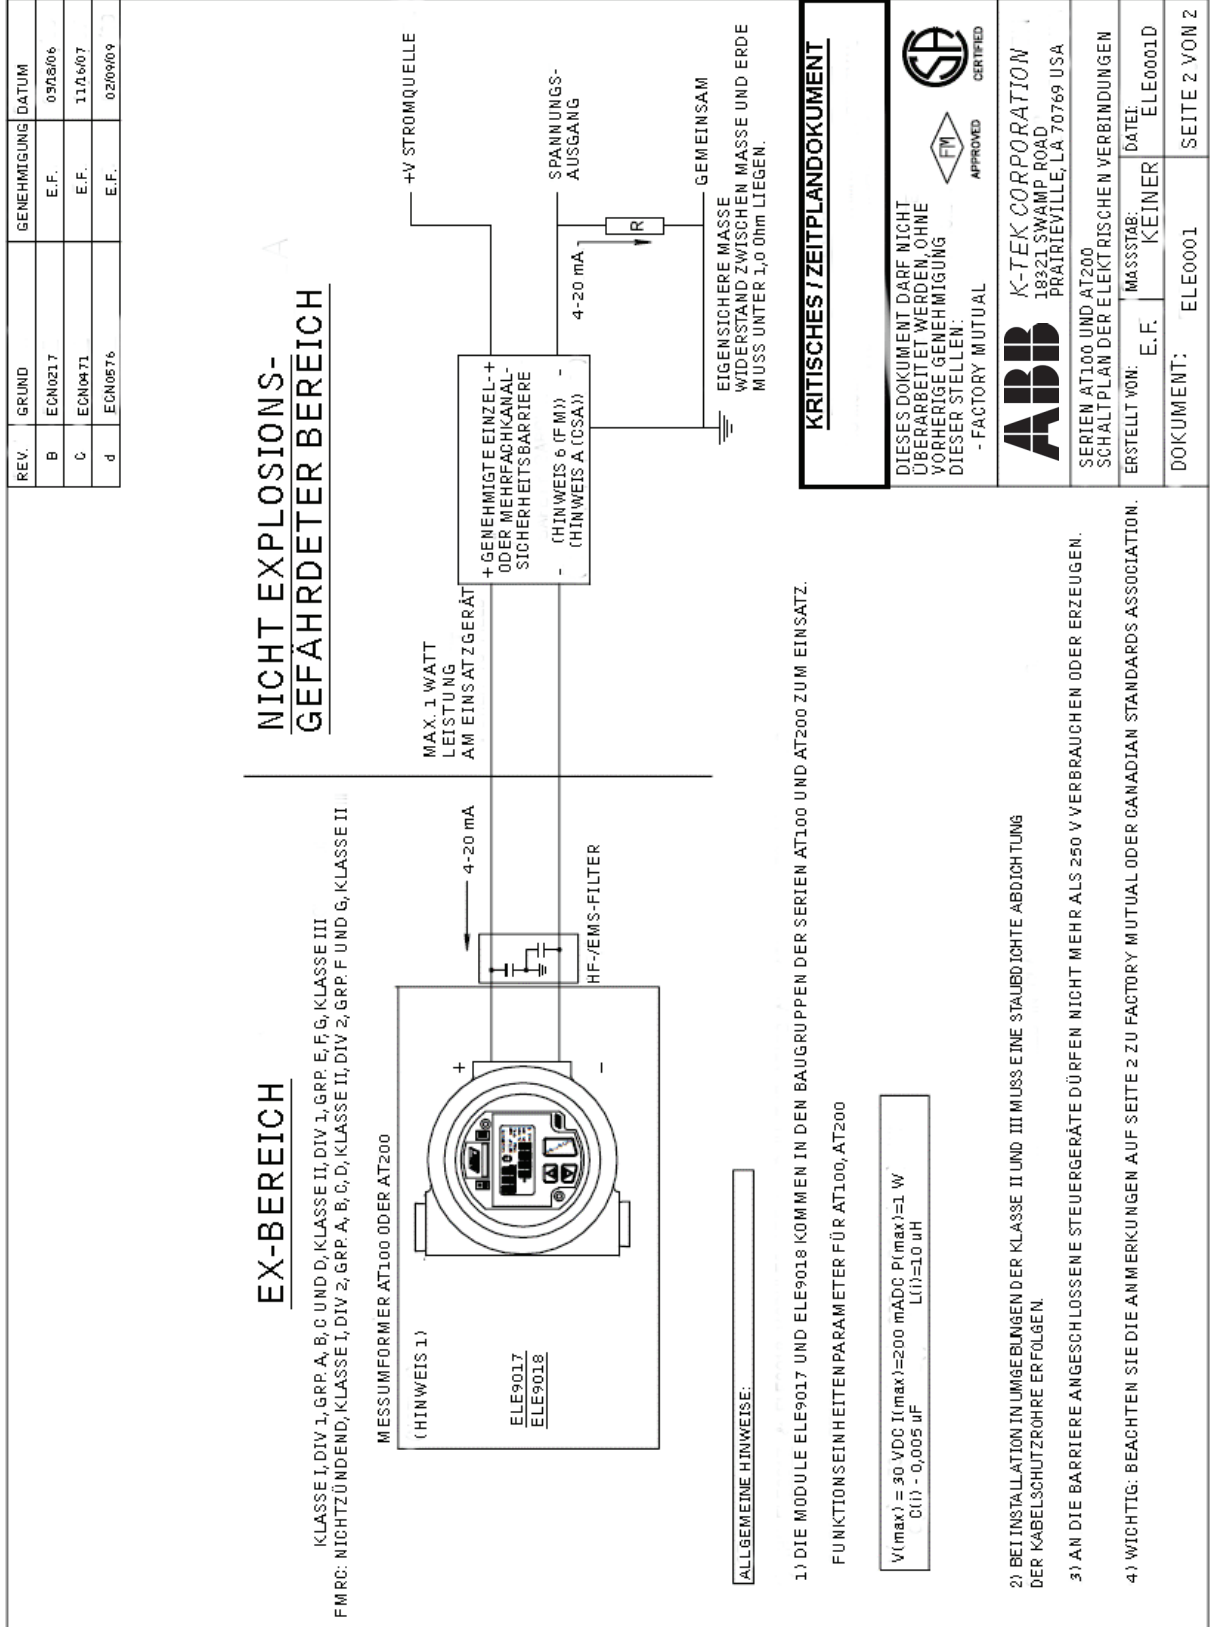 REV. GRUND GENEHMIGUNG DATUM
B ECN0217 E.F. 03/18/06
C ECN0471 E.F. 11/16/07
d ECN0576 E.F. 02/09/09
EX-BEREICH
KLASSE I, DIV 1, GRP. A, B, C UND D, KLASSE II, DIV 1, GRP. E, F, G, KLASSE III
FMRC: NICHTZÜNDEND, KLASSE I, DIV 2, GRP. A, B, C, D, KLASSE II, DIV 2, GRP. F UND G, KLASSE II
NICHT EXPLOSIONS-
GEFÄHRDETER BEREICH
MESSUMFORMER AT100 ODER AT200
(HINWEIS 1)
ELE9017
ELE9018
+
-
4-20 mA
HF-/EMS-FILTER
MAX. 1 WATT
LEISTUNG
AM EINSATZGERÄT
+ GENEHMIGTE EINZEL- +
ODER MEHRFACHKANAL-
SICHERHEITSBARRIERE
- (HINWEIS 6 (FM)) -
(HINWEIS A (CSA))
+V STROMQUELLE
4-20 mA
R
SPANNUNGS-
AUSGANG
GEMEINSAM
EIGENSICHERE MASSE
WIDERSTAND ZWISCHEN MASSE UND ERDE
MUSS UNTER 1,0 Ohm LIEGEN.
ALLGEMEINE HINWEISE:
1) DIE MODULE ELE9017 UND ELE9018 KOMMEN IN DEN BAUGRUPPEN DER SERIEN AT100 UND AT200 ZUM EINSATZ.
FUNKTIONSEINHEITENPARAMETER FÜR AT100, AT200
V(max) = 30 VDC I(max)=200 mADC P(max)=1 W
C(i) - 0,005 uF L(i)=10 uH
2) BEI INSTALLATION IN UMGEBUNGEN DER KLASSE II UND III MUSS EINE STAUBDICHTE ABDICHTUNG
DER KABELSCHUTZROHRE ERFOLGEN.
3) AN DIE BARRIERE ANGESCHLOSSENE STEUERGERÄTE DÜRFEN NICHT MEHR ALS 250 V VERBRAUCHEN ODER ERZEUGEN.
4) WICHTIG: BEACHTEN SIE DIE ANMERKUNGEN AUF SEITE 2 ZU FACTORY MUTUAL ODER CANADIAN STANDARDS ASSOCIATION.
KRITISCHES / ZEITPLANDOKUMENT
DIESES DOKUMENT DARF NICHT
ÜBERARBEITET WERDEN, OHNE
VORHERIGE GENEHMIGUNG
DIESER STELLEN:
- FACTORY MUTUAL
FM
APPROVED
CSA
CERTIFIED
ABB
K-TEK CORPORATION
18321 SWAMP ROAD
PRAIRIEVILLE, LA 70769 USA
SERIEN AT100 UND AT200
SCHALTPLAN DER ELEKTRISCHEN VERBINDUNGEN
ERSTELLT VON: E.F. MASSSTAB: KEINER DATEI: ELE0001D
DOKUMENT: ELE0001 SEITE 2 VON 2